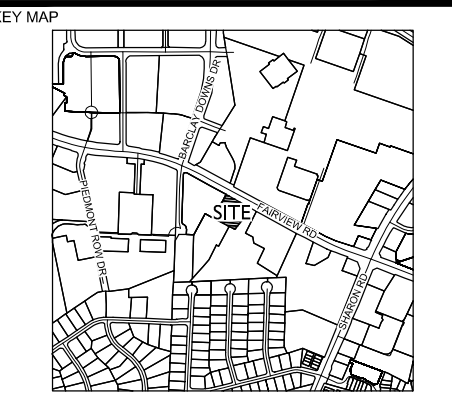 KEY MAP
BARCLAY DOWNS DR
SITE
FAIRVIEW RD
PIEDMONT ROW DR
SHARON RD